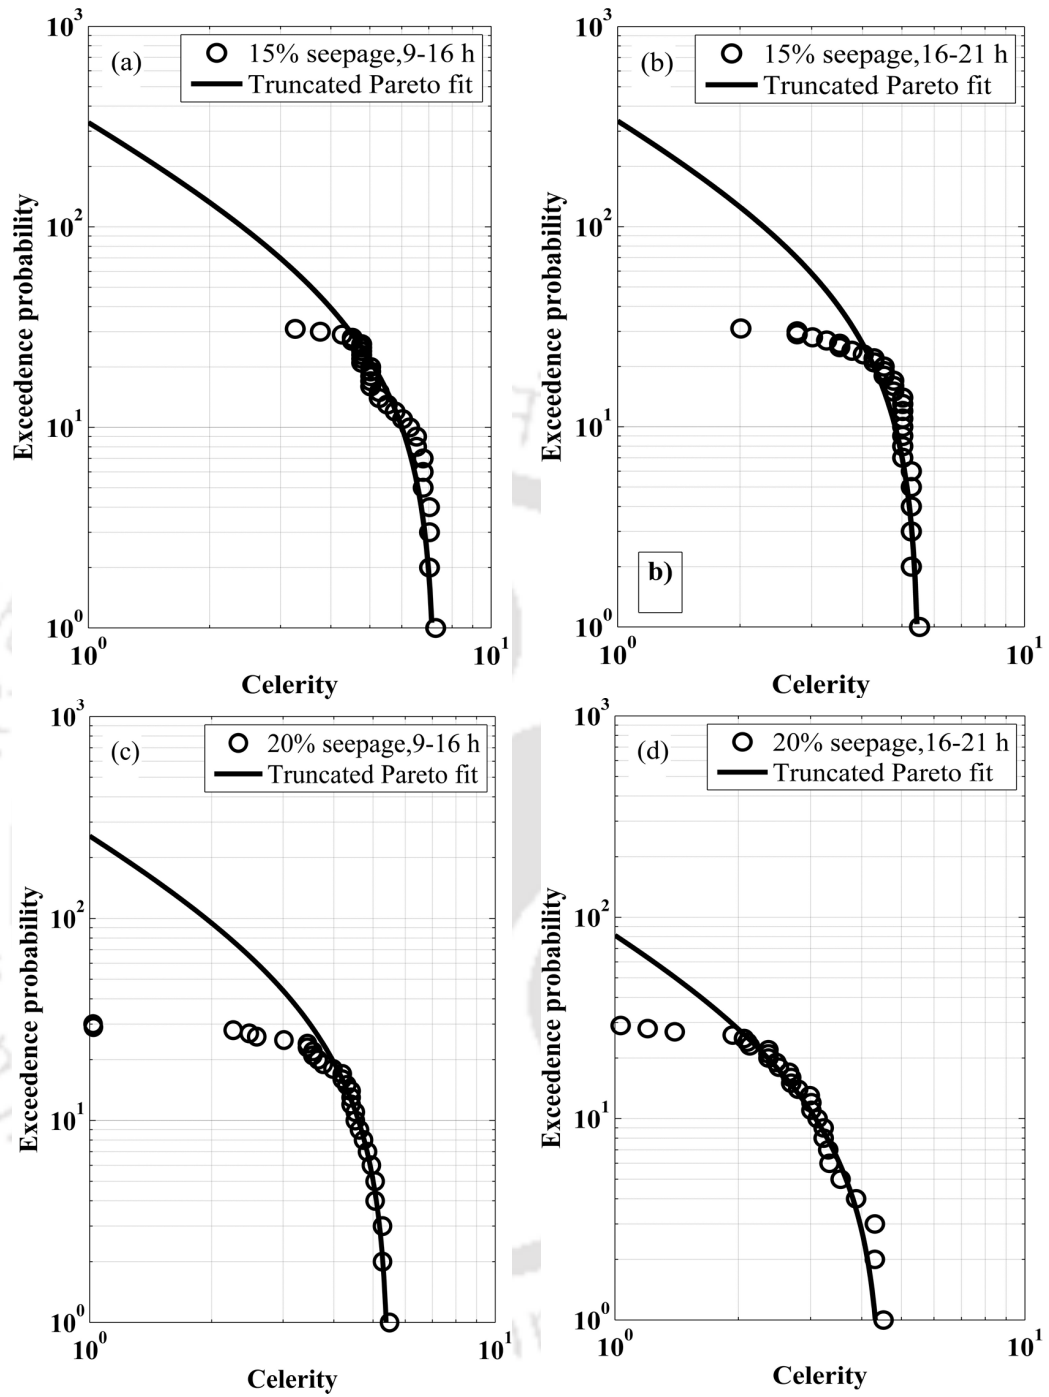 (a)
15% seepage,9-16 h
Truncated Pareto fit
10³
10²
10¹
10⁰
Exceedence probability
10⁰
10¹
Celerity
(b)
15% seepage,16-21 h
Truncated Pareto fit
10³
10²
10¹
10⁰
Exceedence probability
b)
10⁰
10¹
Celerity
(c)
20% seepage,9-16 h
Truncated Pareto fit
10³
10²
10¹
10⁰
Exceedence probability
10⁰
10¹
Celerity
(d)
20% seepage,16-21 h
Truncated Pareto fit
10³
10²
10¹
10⁰
Exceedence probability
10⁰
10¹
Celerity